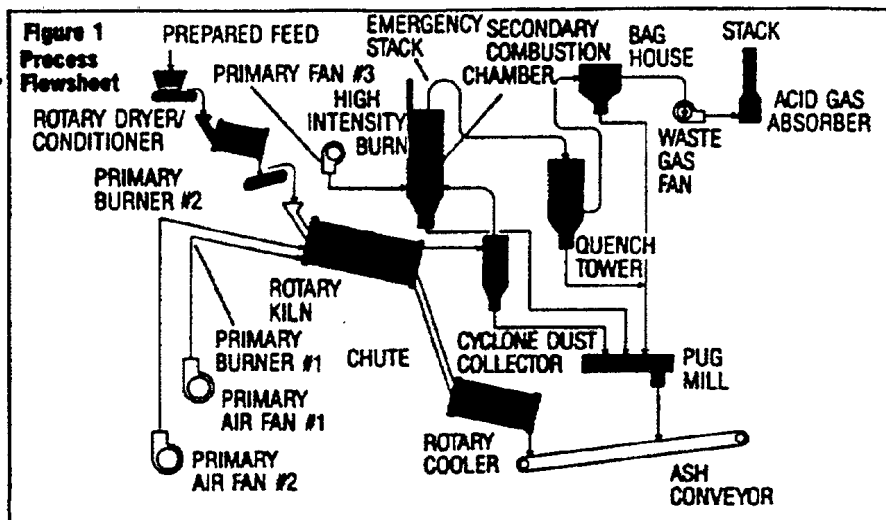 Figure 1
Process
Flowsheet
PREPARED FEED
ROTARY DRYER/
CONDITIONER
PRIMARY
BURNER #2
PRIMARY FAN #3
HIGH
INTENSITY
BURN
EMERGENCY
STACK
SECONDARY
COMBUSTION
CHAMBER
BAG
HOUSE
STACK
ACID GAS
ABSORBER
WASTE
GAS
FAN
QUENCH
TOWER
ROTARY
KILN
PRIMARY
BURNER #1
CHUTE
CYCLONE DUST
COLLECTOR
PUG
MILL
PRIMARY
AIR FAN #1
PRIMARY
AIR FAN #2
ROTARY
COOLER
ASH
CONVEYOR